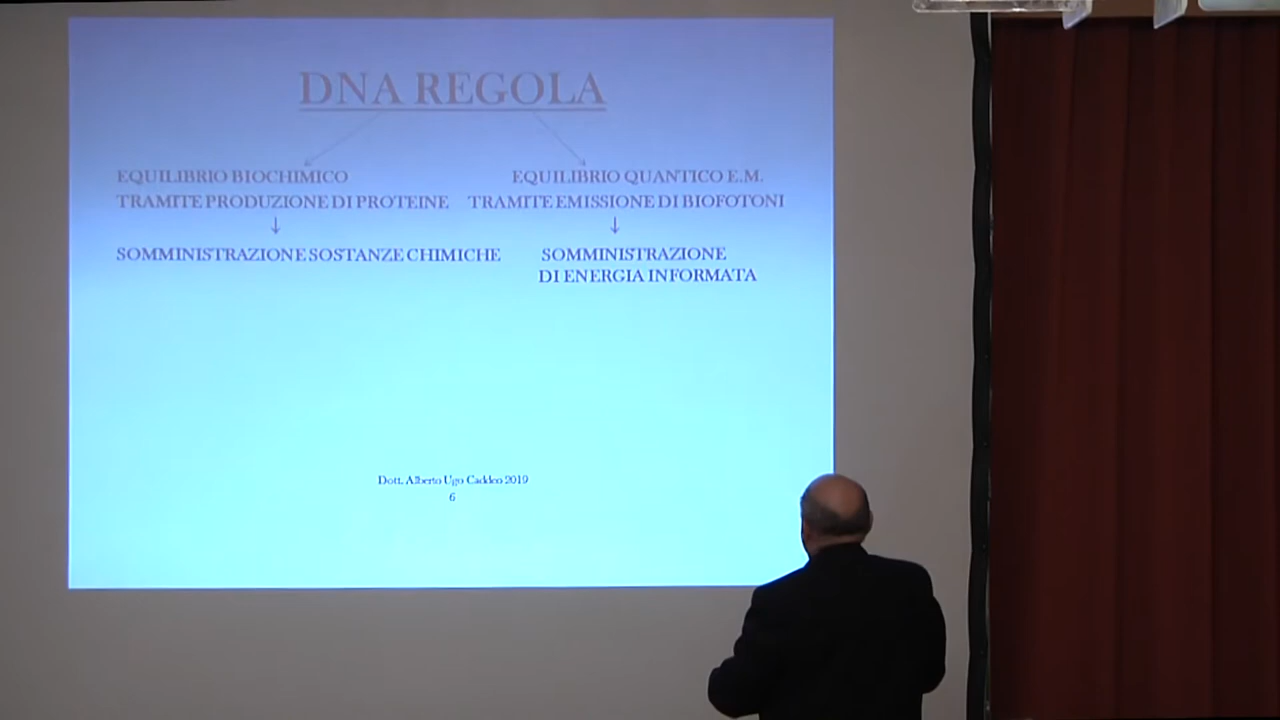 DNA REGOLA
EQUILIBRIO BIOCHIMICO
TRAMITE PRODUZIONE DI PROTEINE
↓
SOMMINISTRAZIONE SOSTANZE CHIMICHE
EQUILIBRIO QUANTICO E.M.
TRAMITE EMISSIONE DI BIOFOTONI
↓
SOMMINISTRAZIONE
DI ENERGIA INFORMATA
Dott. Alberto Ugo Caddeo 2019
6